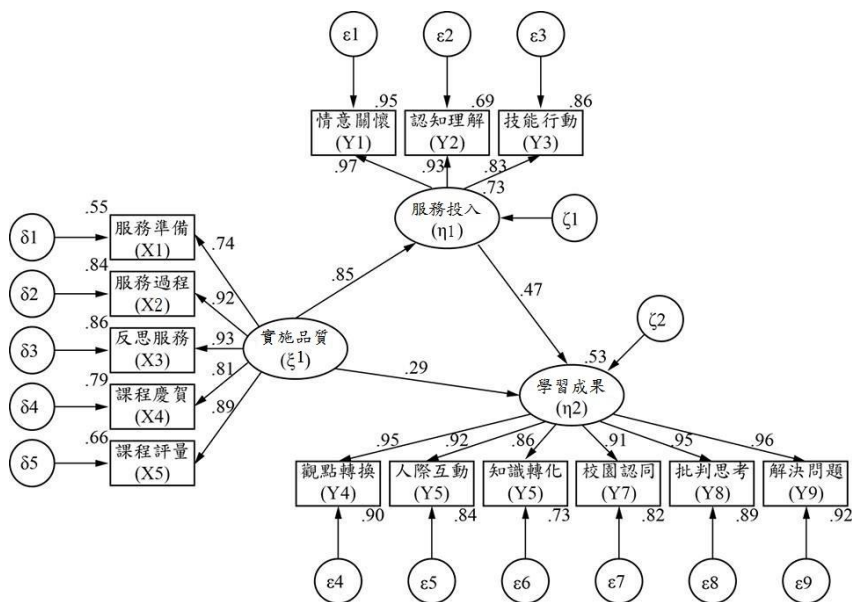 ε1
ε2
ε3
.95
.69
.86
情意關懷
(Y1)
認知理解
(Y2)
技能行動
(Y3)
.97
.93
.83
.73
服務投入
(η1)
ζ1
δ1
.55
服務準備
(X1)
.74
δ2
.84
服務過程
(X2)
.92
δ3
.86
反思服務
(X3)
.93
δ4
.79
課程慶賀
(X4)
.81
δ5
.66
課程評量
(X5)
.89
實施品質
(ξ1)
.85
.47
.29
ζ2
.53
學習成果
(η2)
.95
.92
.86
.91
.95
.96
觀點轉換
(Y4)
人際互動
(Y5)
知識轉化
(Y5)
校園認同
(Y7)
批判思考
(Y8)
解決問題
(Y9)
.90
.84
.73
.82
.89
.92
ε4
ε5
ε6
ε7
ε8
ε9